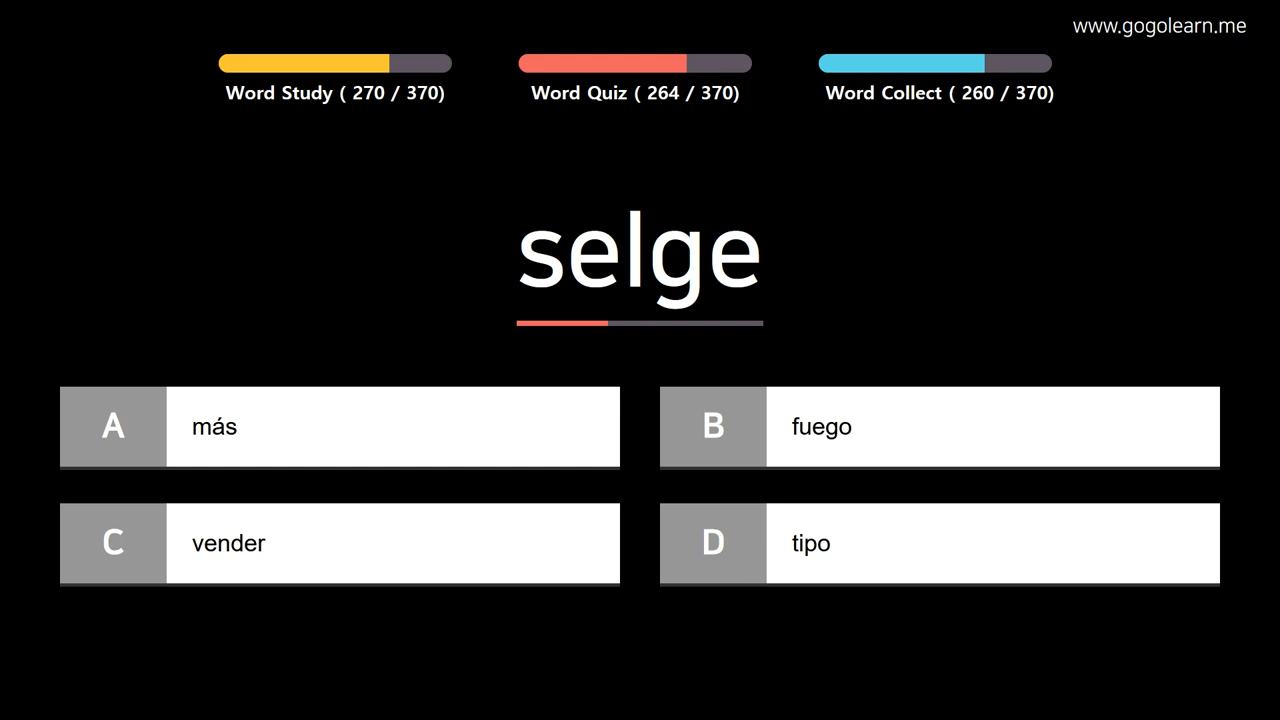 www.gogolearn.me
Word Study ( 270 / 370)
Word Quiz ( 264 / 370)
Word Collect ( 260 / 370)
selge
A más
B fuego
C vender
D tipo